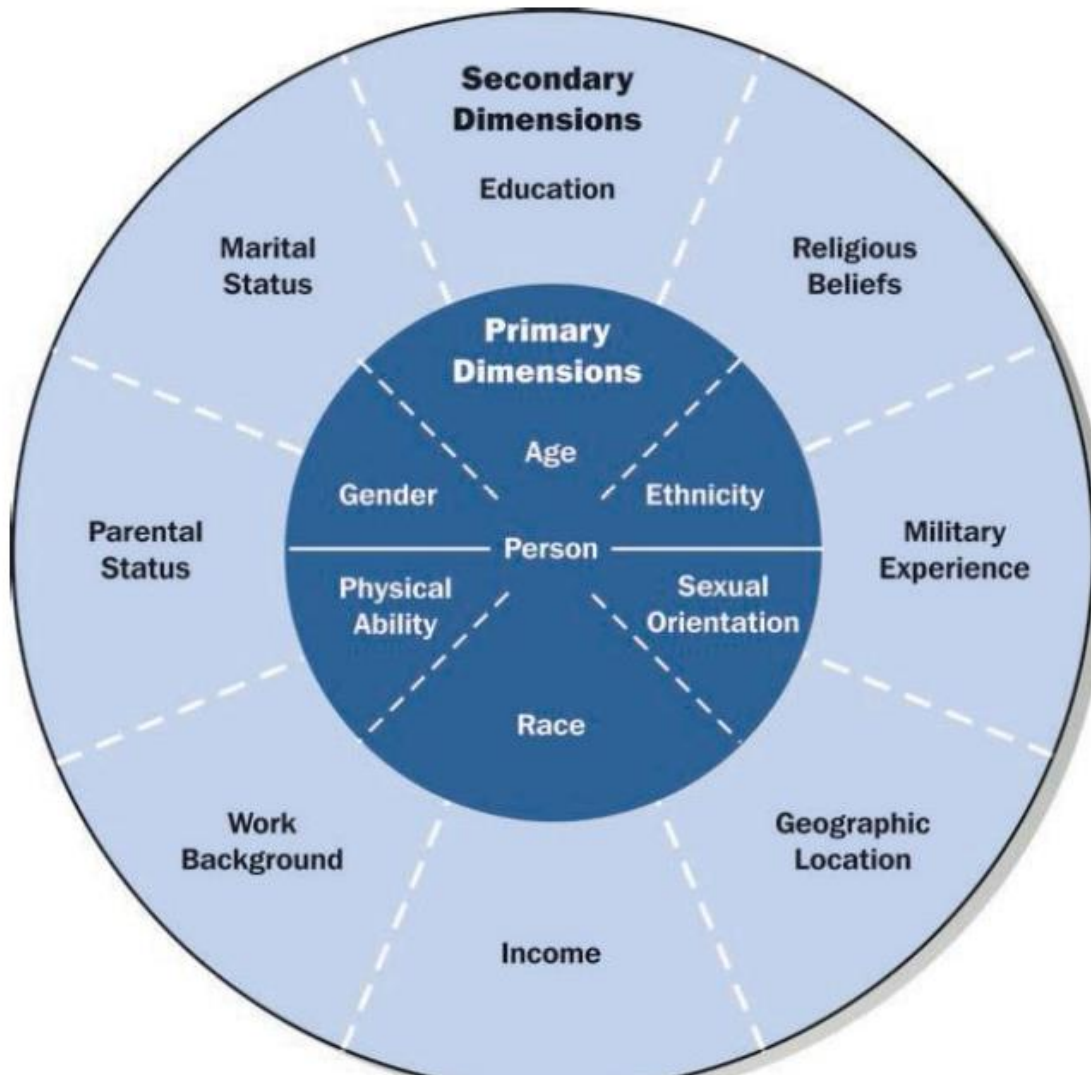 Secondary
Dimensions
Education
Marital
Status
Religious
Beliefs
Primary
Dimensions
Age
Gender
Ethnicity
Parental
Status
Person
Military
Experience
Physical
Ability
Sexual
Orientation
Race
Work
Background
Geographic
Location
Income